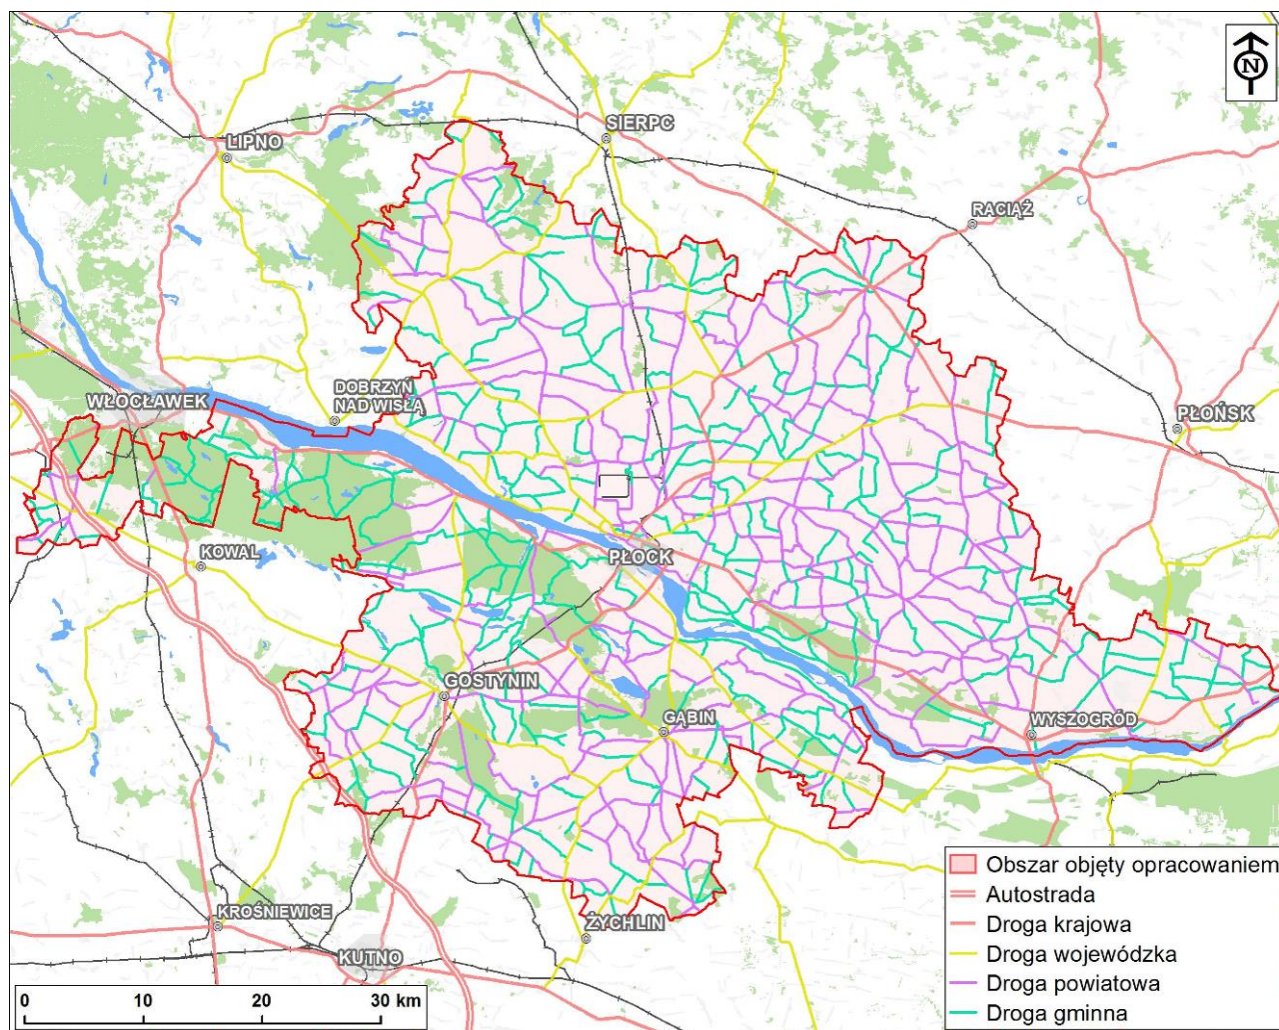 N
SIERPC
LIPNO
RACIĄŻ
DOBRZYŃ
NAD WISŁĄ
WŁOCŁAWEK
PŁOŃSK
KOWAL
PŁOCK
GOSTYNIN
GĄBIN
WYSZOGRÓD
KROŚNIEWICE
ŻYCHLIN
KUTNO
0 10 20 30 km
Obszar objęty opracowaniem
Autostrada
Droga krajowa
Droga wojewódzka
Droga powiatowa
Droga gminna